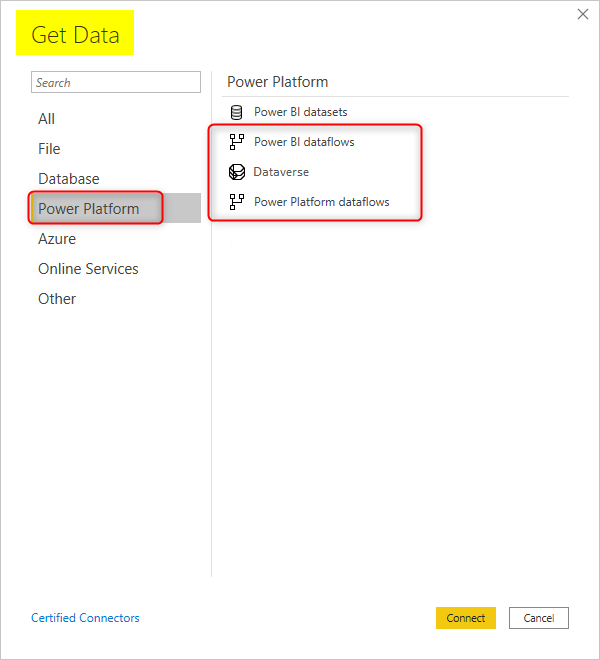 Get Data
Search
All
File
Database
Power Platform
Azure
Online Services
Other
Power Platform
Power BI datasets
Power BI dataflows
Dataverse
Power Platform dataflows
Certified Connectors
Connect
Cancel